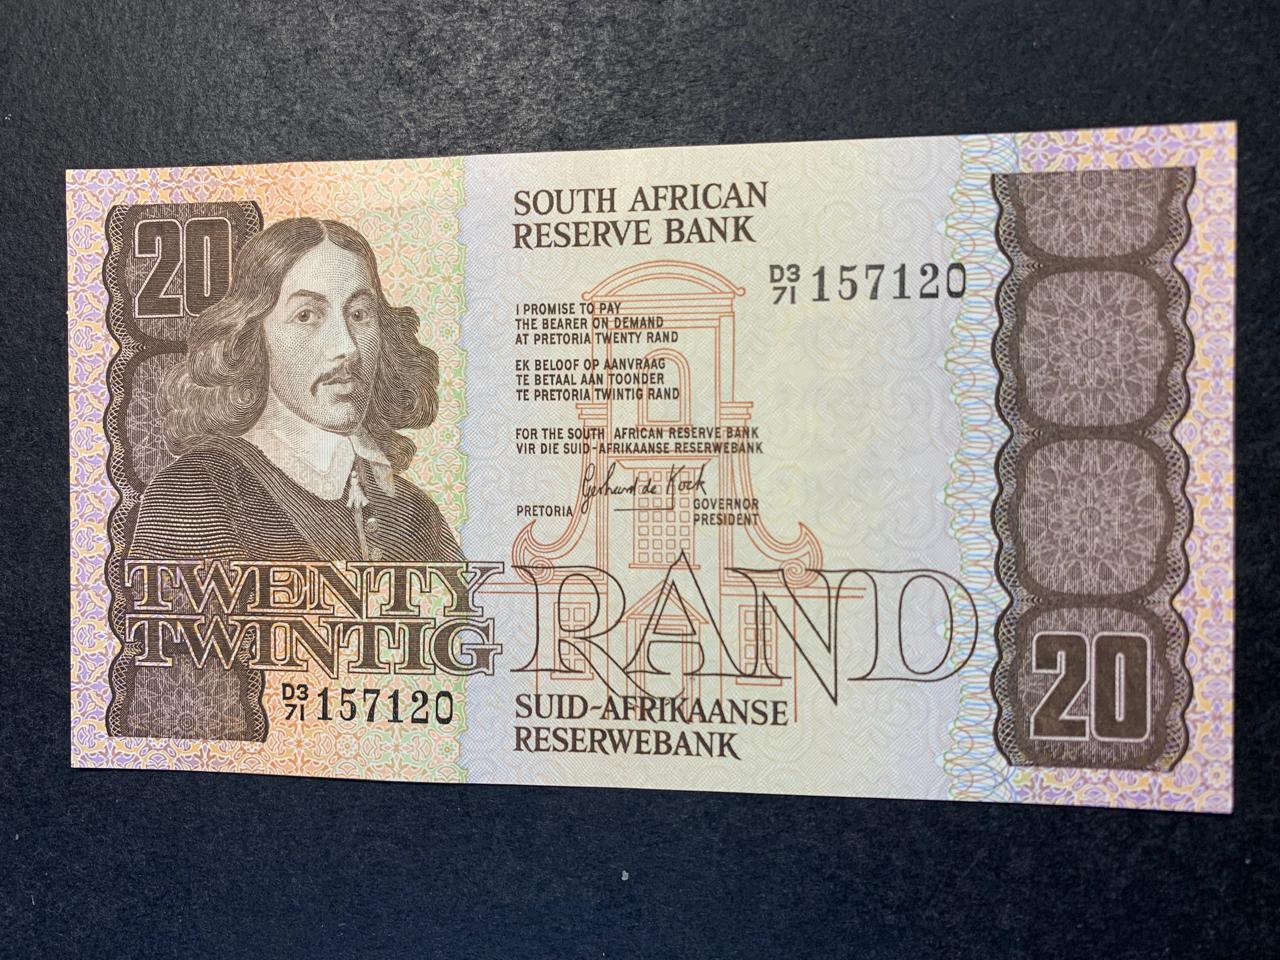 20
SOUTH AFRICAN
RESERVE BANK
D3
71 157120
I PROMISE TO PAY
THE BEARER ON DEMAND
AT PRETORIA TWENTY RAND
EK BELOOF OP AANVRAAG
TE BETAAL AAN TOONDER
TE PRETORIA TWINTIG RAND
FOR THE SOUTH AFRICAN RESERVE BANK
VIR DIE SUID-AFRIKAANSE RESERWEBANK
Gerhard de Kock
PRETORIA GOVERNOR
PRESIDENT
TWENTY
TWINTIG RAND
D3
71 157120
SUID-AFRIKAANSE
RESERWEBANK
20